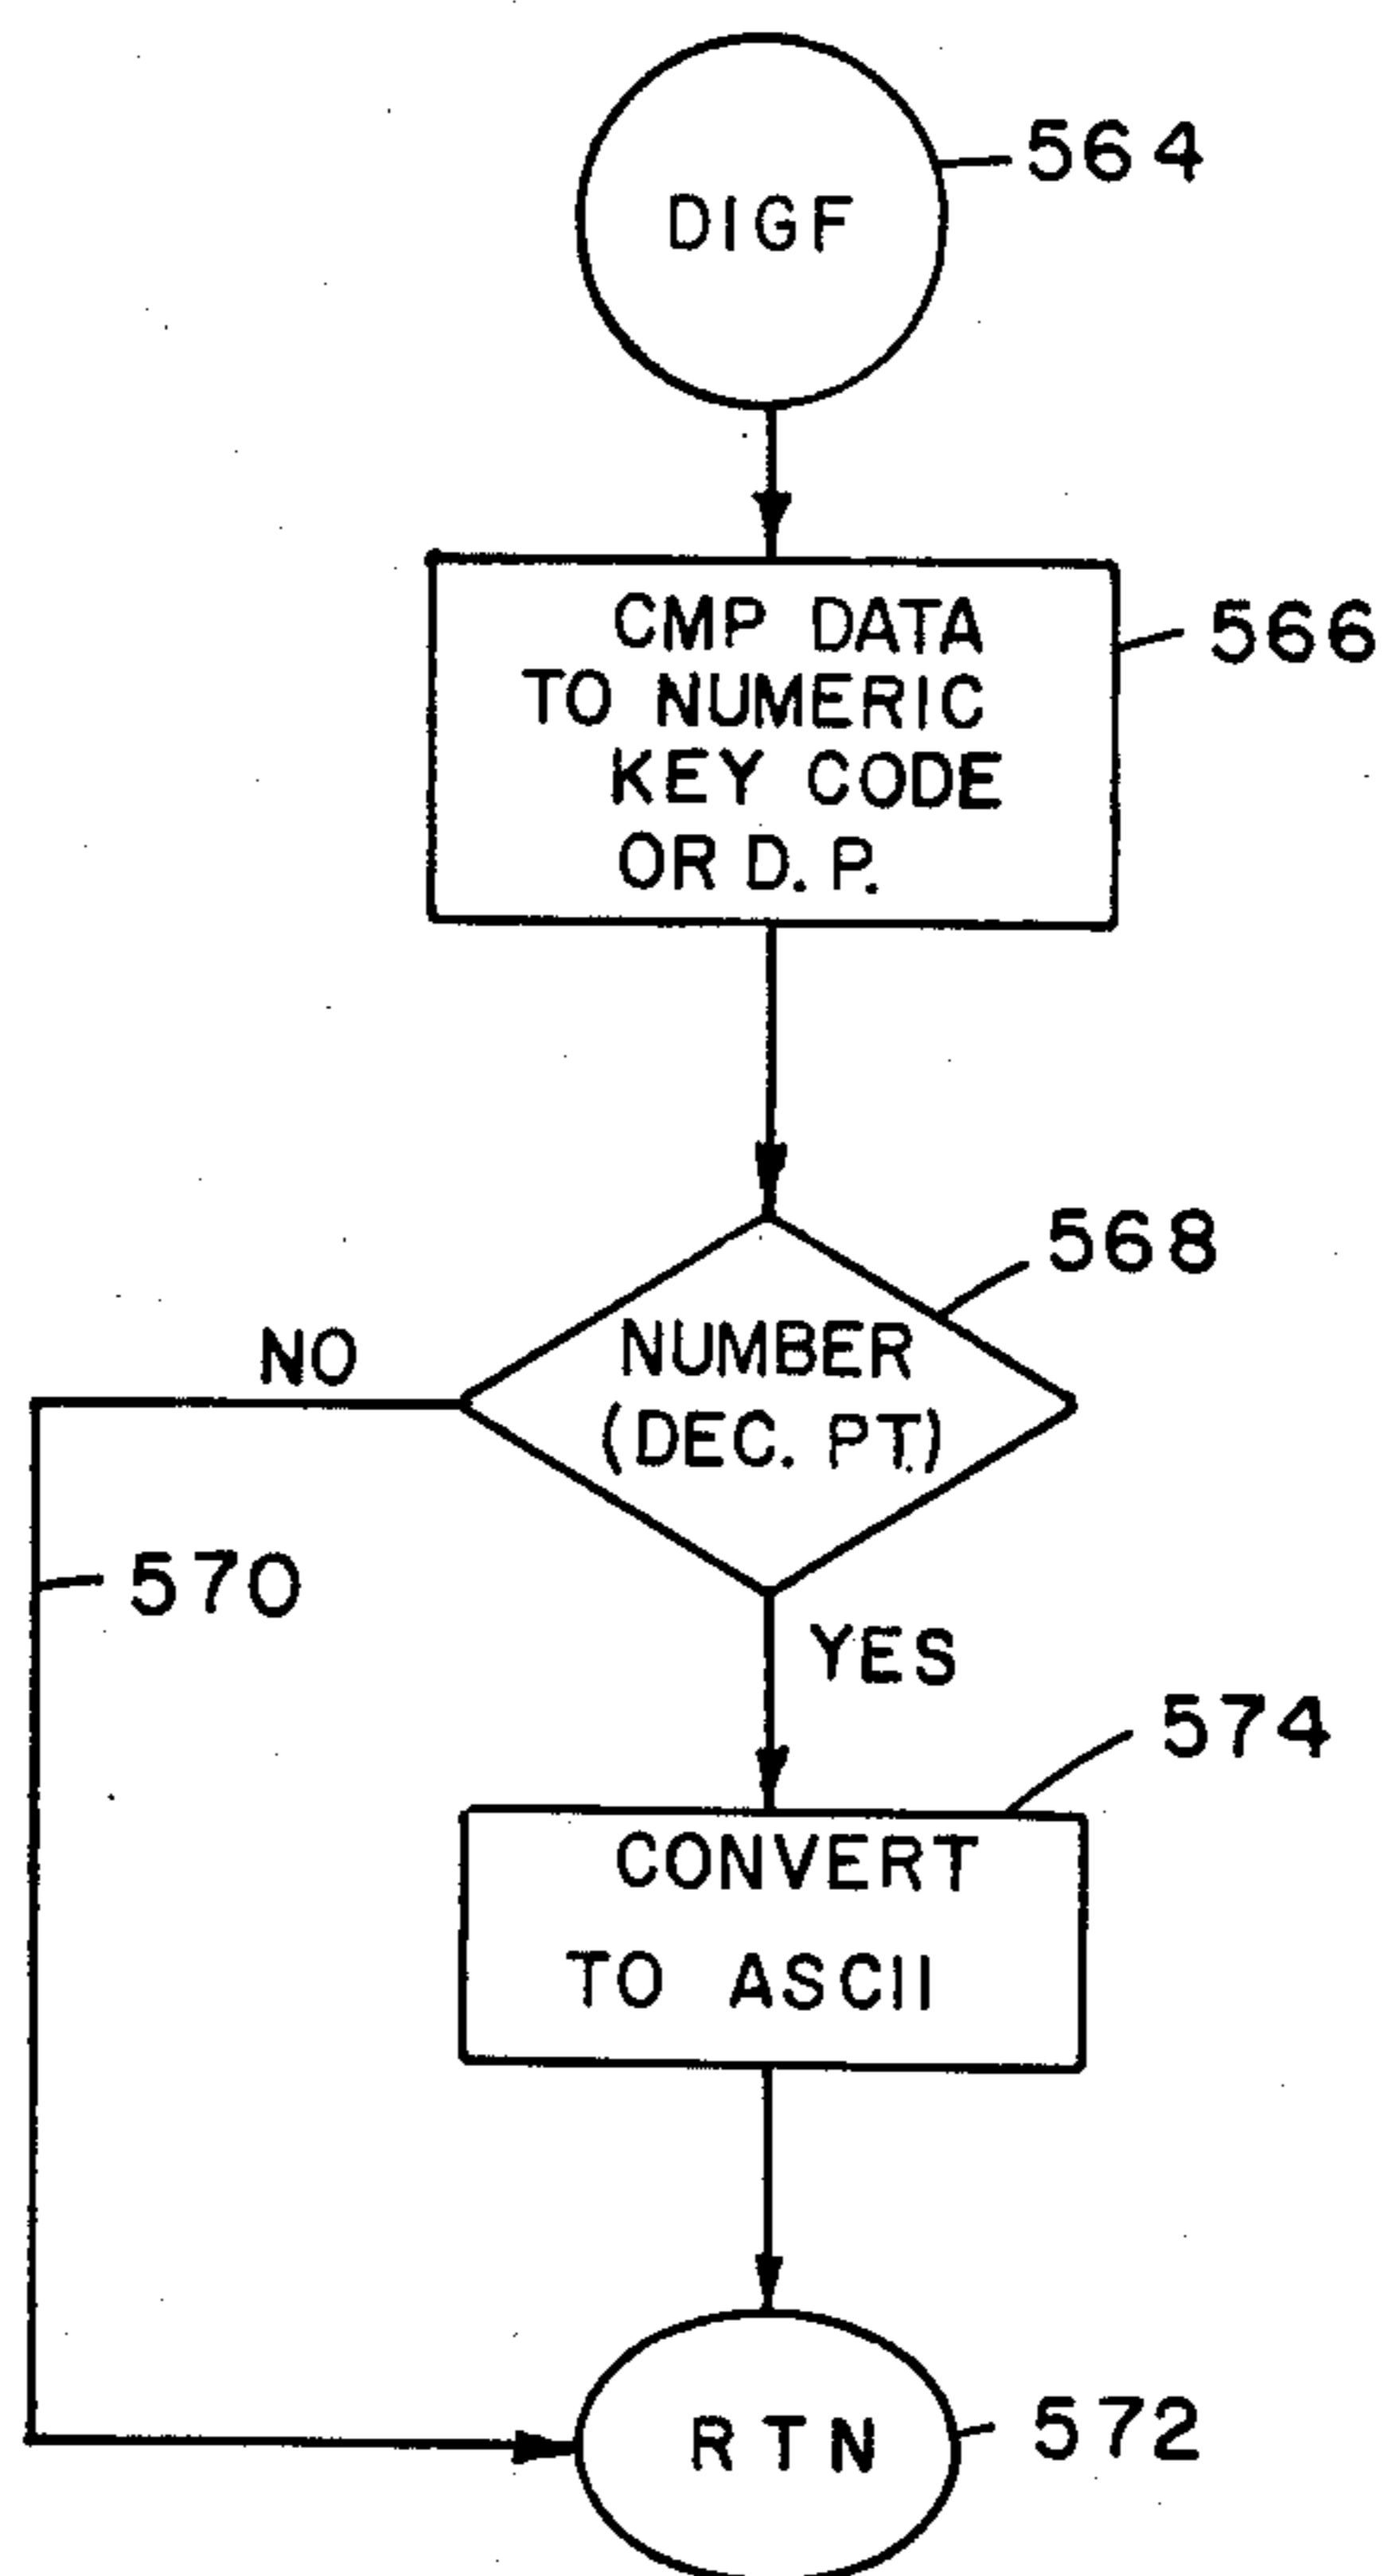 DIGF
564
CMP DATA
TO NUMERIC
KEY CODE
OR D. P.
566
568
NUMBER
(DEC. PT.)
NO
570
YES
574
CONVERT
TO ASCII
RTN
572